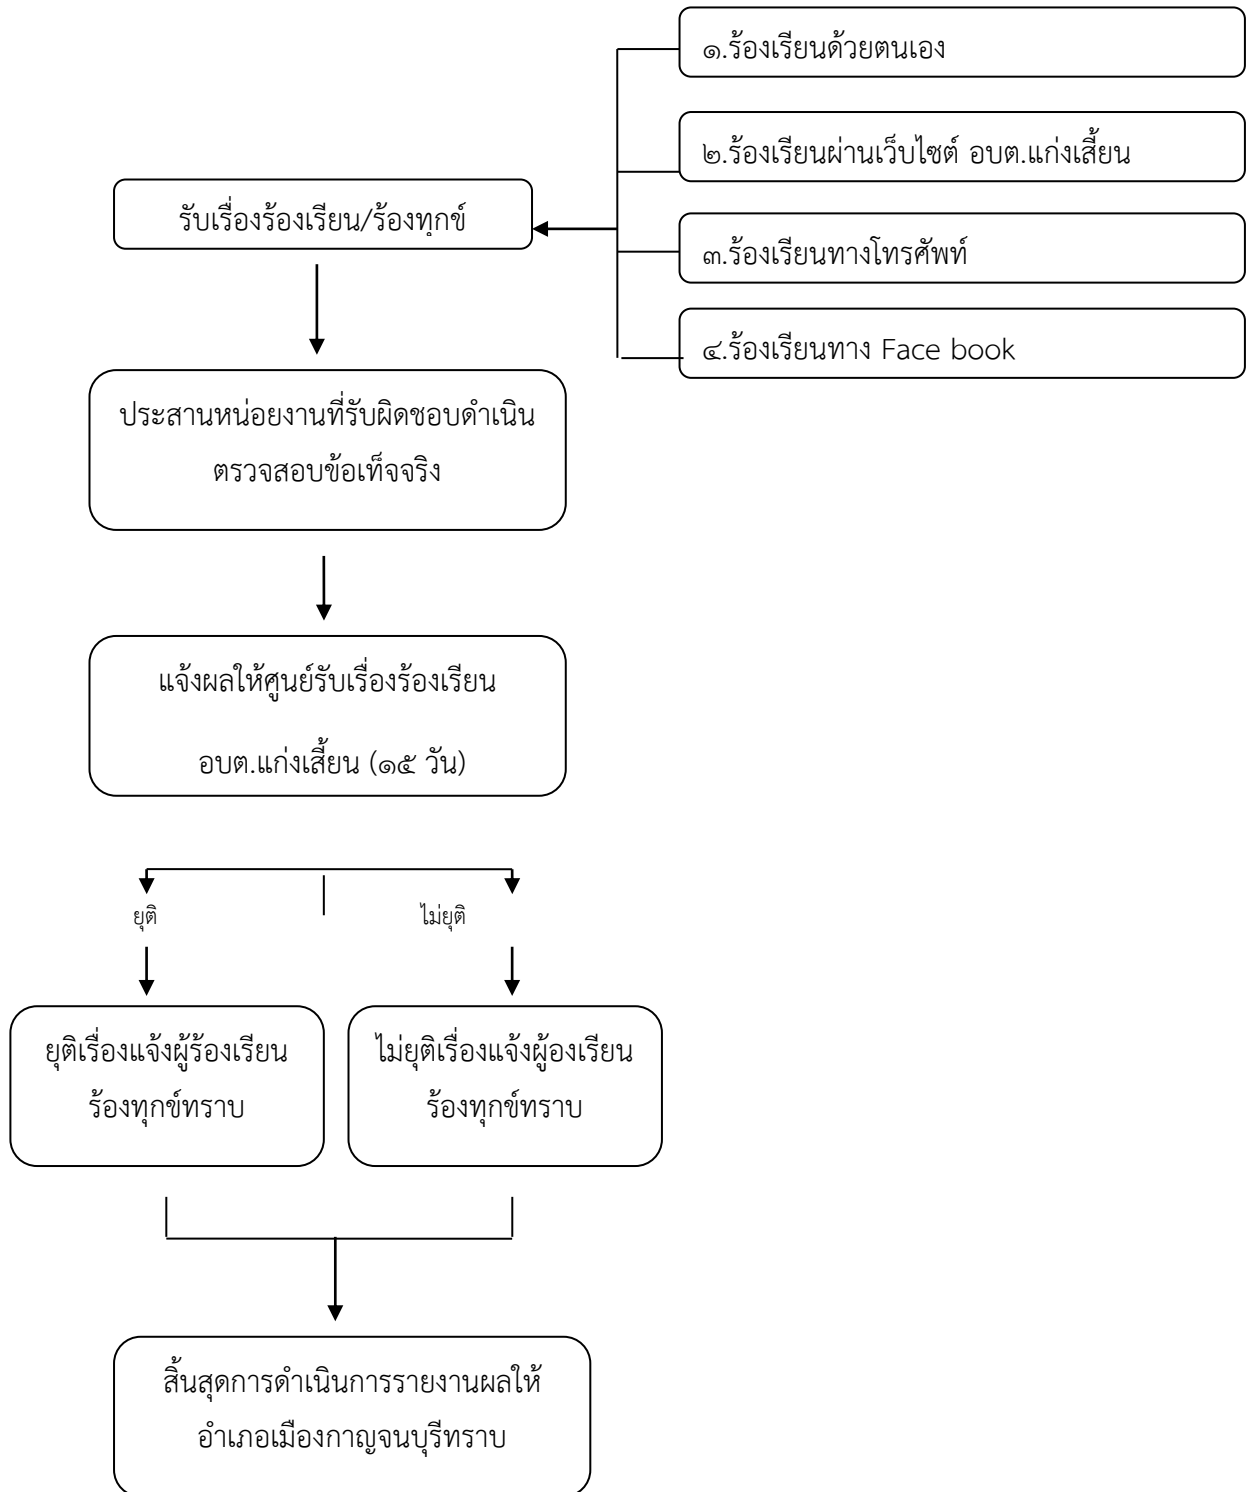 ๑.ร้องเรียนด้วยตนเอง
๒.ร้องเรียนผ่านเว็บไซต์ อบต.แก่งเสี้ยน
รับเรื่องร้องเรียน/ร้องทุกข์
๓.ร้องเรียนทางโทรศัพท์
๔.ร้องเรียนทาง Face book
ประสานหน่อยงานที่รับผิดชอบดำเนิน
ตรวจสอบข้อเท็จจริง
แจ้งผลให้ศูนย์รับเรื่องร้องเรียน
อบต.แก่งเสี้ยน (๑๕ วัน)
ยุติ
ไม่ยุติ
ยุติเรื่องแจ้งผู้ร้องเรียน
ร้องทุกข์ทราบ
ไม่ยุติเรื่องแจ้งผู้องเรียน
ร้องทุกข์ทราบ
สิ้นสุดการดำเนินการรายงานผลให้
อำเภอเมืองกาญจนบุรีทราบ